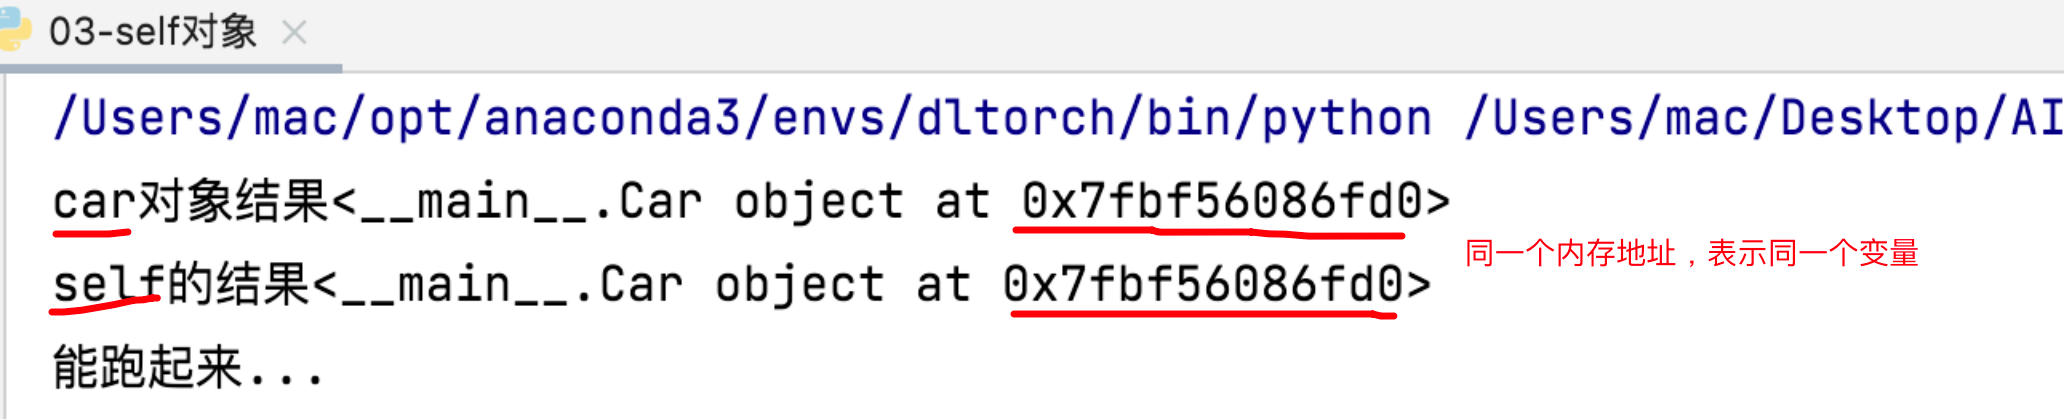 03-self对象
/Users/mac/opt/anaconda3/envs/dltorch/bin/python /Users/mac/Desktop/AI
car对象结果<__main__.Car object at 0x7fbf56086fd0>
同一个内存地址，表示同一个变量
self的结果<__main__.Car object at 0x7fbf56086fd0>
能跑起来...